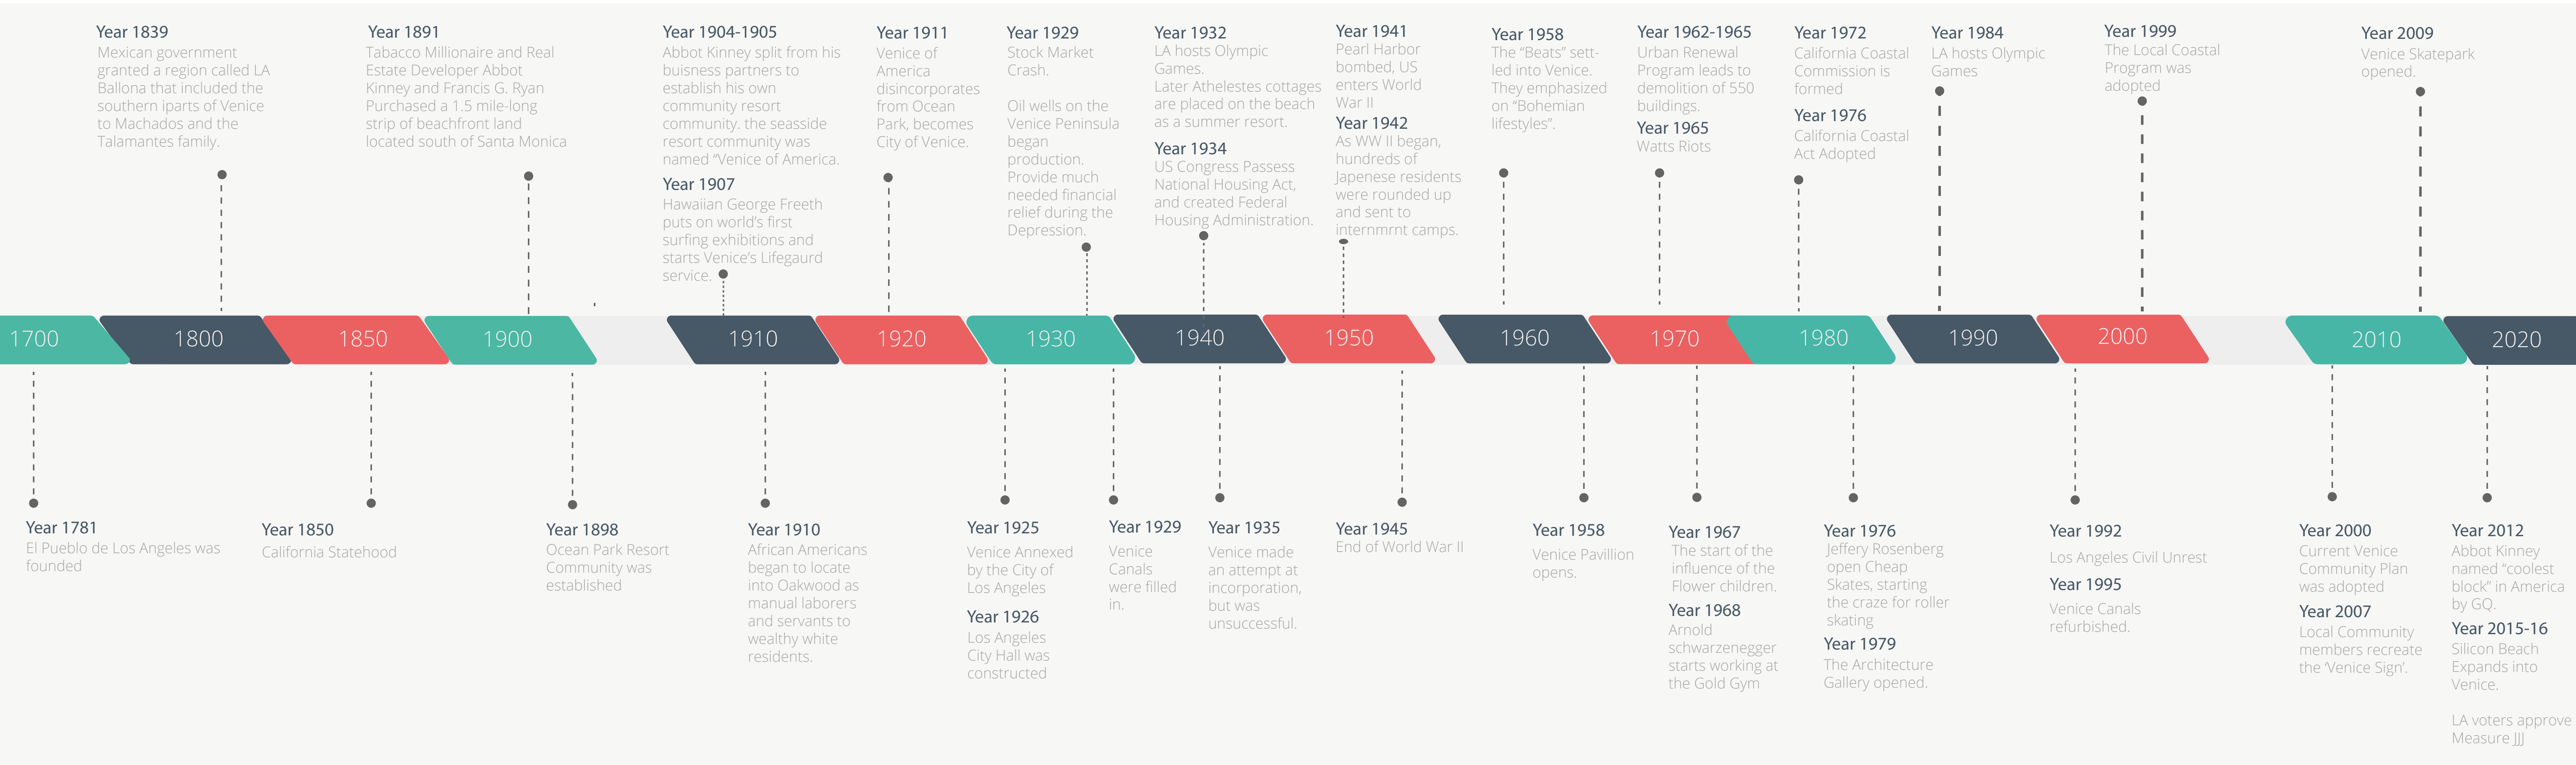 Year 1839
Mexican government
granted a region called LA
Ballona that included the
southern iparts of Venice
to Machados and the
Talamantes family.
Year 1891
Tabacco Millionaire and Real
Estate Developer Abbot
Kinney and Francis G. Ryan
Purchased a 1.5 mile-long
strip of beachfront land
located south of Santa Monica
Year 1904-1905
Abbot Kinney split from his
buisness partners to
establish his own
community resort
community. the seasside
resort community was
named “Venice of America.
Year 1907
Hawaiian George Freeth
puts on world’s first
surfing exhibitions and
starts Venice’s Lifegaurd
service.
Year 1911
Venice of
America
disincorporates
from Ocean
Park, becomes
City of Venice.
Year 1929
Stock Market
Crash.
Oil wells on the
Venice Peninsula
began
production.
Provide much
needed financial
relief during the
Depression.
Year 1932
LA hosts Olympic
Games.
Later Athelestes cottages
are placed on the beach
as a summer resort.
Year 1934
US Congress Passess
National Housing Act,
and created Federal
Housing Administration.
Year 1941
Pearl Harbor
bombed, US
enters World
War II
Year 1942
As WW II began,
hundreds of
Japenese residents
were rounded up
and sent to
internmrnt camps.
Year 1958
The “Beats” sett-
led into Venice.
They emphasized
on “Bohemian
lifestyles”.
Year 1962-1965
Urban Renewal
Program leads to
demolition of 550
buildings.
Year 1965
Watts Riots
Year 1972
California Coastal
Commission is
formed
Year 1976
California Coastal
Act Adopted
Year 1984
LA hosts Olympic
Games
Year 1999
The Local Coastal
Program was
adopted
Year 2009
Venice Skatepark
opened.
1700
1800
1850
1900
1910
1920
1930
1940
1950
1960
1970
1980
1990
2000
2010
2020
Year 1781
El Pueblo de Los Angeles was
founded
Year 1850
California Statehood
Year 1898
Ocean Park Resort
Community was
established
Year 1910
African Americans
began to locate
into Oakwood as
manual laborers
and servants to
wealthy white
residents.
Year 1925
Venice Annexed
by the City of
Los Angeles
Year 1926
Los Angeles
City Hall was
constructed
Year 1929
Venice
Canals
were filled
in.
Year 1935
Venice made
an attempt at
incorporation,
but was
unsuccessful.
Year 1945
End of World War II
Year 1958
Venice Pavillion
opens.
Year 1967
The start of the
influence of the
Flower children.
Year 1968
Arnold
schwarzenegger
starts working at
the Gold Gym
Year 1976
Jeffery Rosenberg
open Cheap
Skates, starting
the craze for roller
skating
Year 1979
The Architecture
Gallery opened.
Year 1992
Los Angeles Civil Unrest
Year 1995
Venice Canals
refurbished.
Year 2000
Current Venice
Community Plan
was adopted
Year 2007
Local Community
members recreate
the ‘Venice Sign’.
Year 2012
Abbot Kinney
named “coolest
block” in America
by GQ.
Year 2015-16
Silicon Beach
Expands into
Venice.
LA voters approve
Measure JJJ